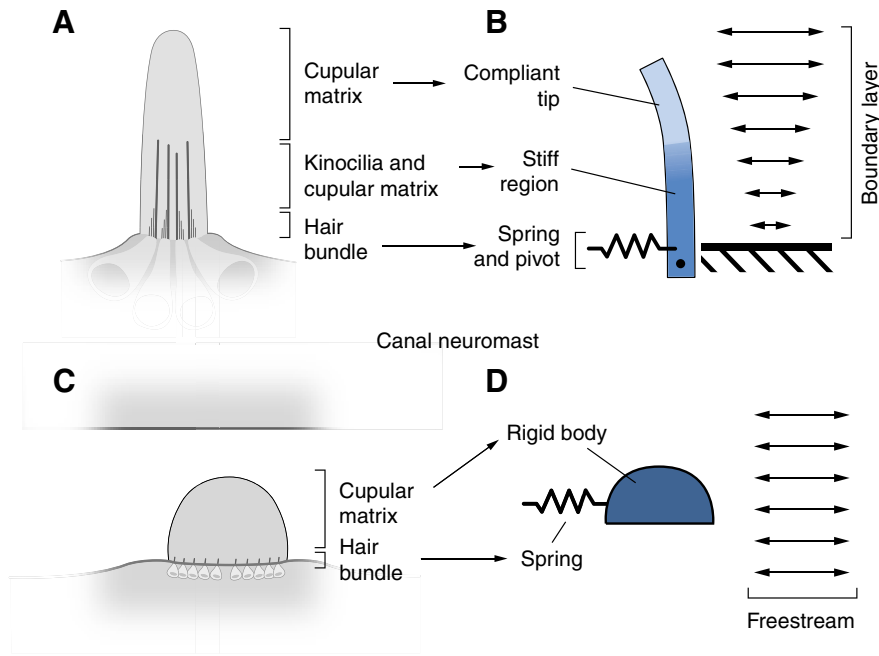 A
B
Cupular
matrix
Compliant
tip
Kinocilia and
cupular matrix
Stiff
region
Hair
bundle
Spring
and pivot
Boundary layer
Canal neuromast
C
D
Rigid body
Cupular
matrix
Hair
bundle
Spring
Freestream